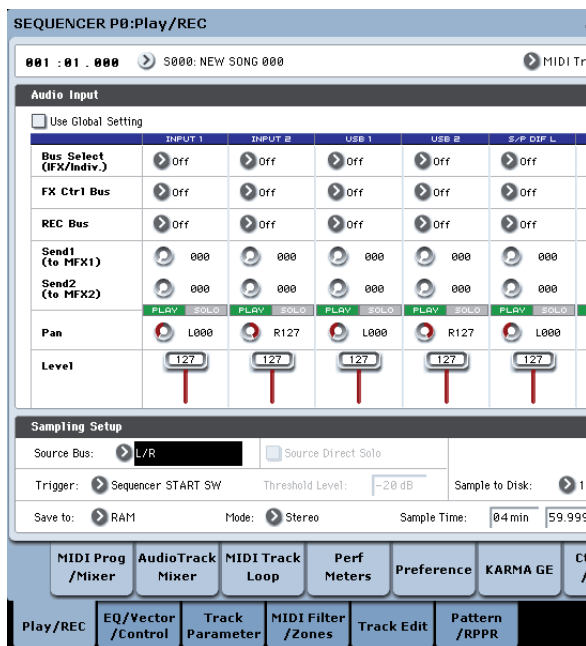 SEQUENCER P0:Play/REC
001 :01 . 000 S000: NEW SONG 000 MIDI Tr
Audio Input
Use Global Setting
INPUT 1 INPUT 2 USB 1 USB 2 S/P DIF L
Bus Select
(IFX/Indiv.) Off Off Off Off Off
FX Ctrl Bus Off Off Off Off Off
REC Bus Off Off Off Off Off
Send1
(to MFX1) 000 000 000 000 000
Send2
(to MFX2) 000 000 000 000 000
PLAY SOLO PLAY SOLO PLAY SOLO PLAY SOLO PLAY SOLO
Pan L000 R127 L000 R127 L000
Level 127 127 127 127 127
Sampling Setup
Source Bus: L/R Source Direct Solo
Trigger: Sequencer START SW Threshold Level: -20 dB Sample to Disk: 1
Save to: RAM Mode: Stereo Sample Time: 04 min 59.999
MIDI Prog
/Mixer AudioTrack
Mixer MIDI Track
Loop Perf
Meters Preference KARMA GE
Play/REC EQ/Vector
/Control Track
Parameter MIDI Filter
/Zones Track Edit Pattern
/RPPR